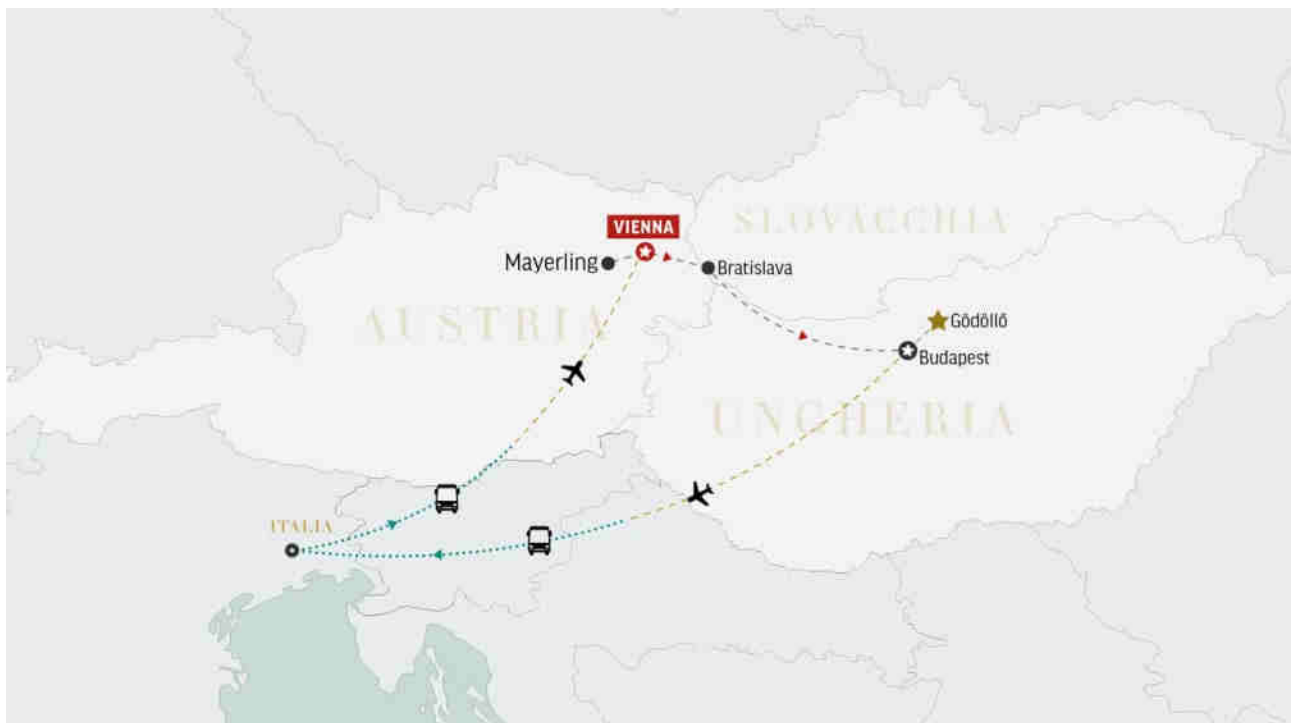 SLOVACCHIA
VIENNA
Mayerling
Bratislava
AUSTRIA
Gödöllő
Budapest
UNGHERIA
ITALIA